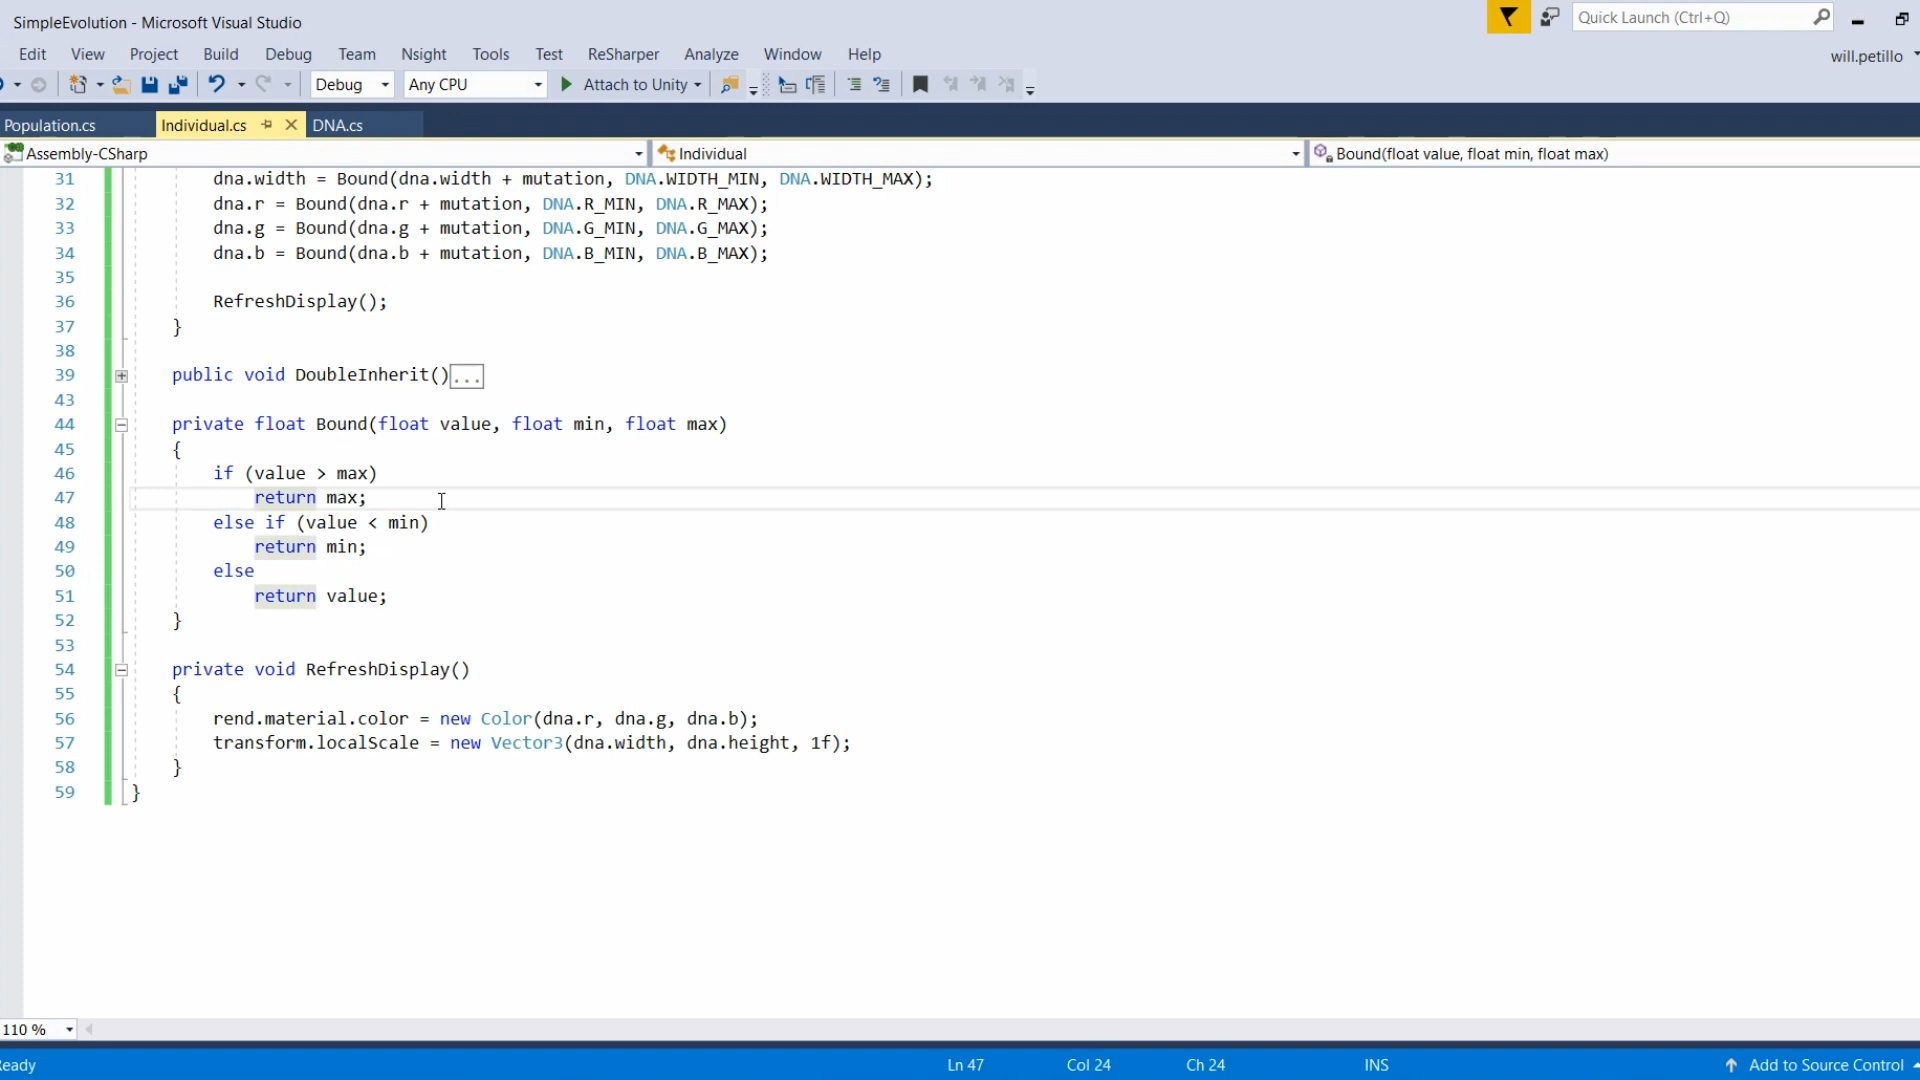 SimpleEvolution - Microsoft Visual Studio
Quick Launch (Ctrl+Q)
Edit View Project Build Debug Team Nsight Tools Test ReSharper Analyze Window Help
will.petillo
Debug Any CPU Attach to Unity
Population.cs Individual.cs DNA.cs
Assembly-CSharp Individual Bound(float value, float min, float max)
31 dna.width = Bound(dna.width + mutation, DNA.WIDTH_MIN, DNA.WIDTH_MAX);
32 dna.r = Bound(dna.r + mutation, DNA.R_MIN, DNA.R_MAX);
33 dna.g = Bound(dna.g + mutation, DNA.G_MIN, DNA.G_MAX);
34 dna.b = Bound(dna.b + mutation, DNA.B_MIN, DNA.B_MAX);
35
36 RefreshDisplay();
37 }
38
39 public void DoubleInherit()...
43
44 private float Bound(float value, float min, float max)
45 {
46 if (value > max)
47 return max;
48 else if (value < min)
49 return min;
50 else
51 return value;
52 }
53
54 private void RefreshDisplay()
55 {
56 rend.material.color = new Color(dna.r, dna.g, dna.b);
57 transform.localScale = new Vector3(dna.width, dna.height, 1f);
58 }
59 }
110 %
eady Ln 47 Col 24 Ch 24 INS Add to Source Control